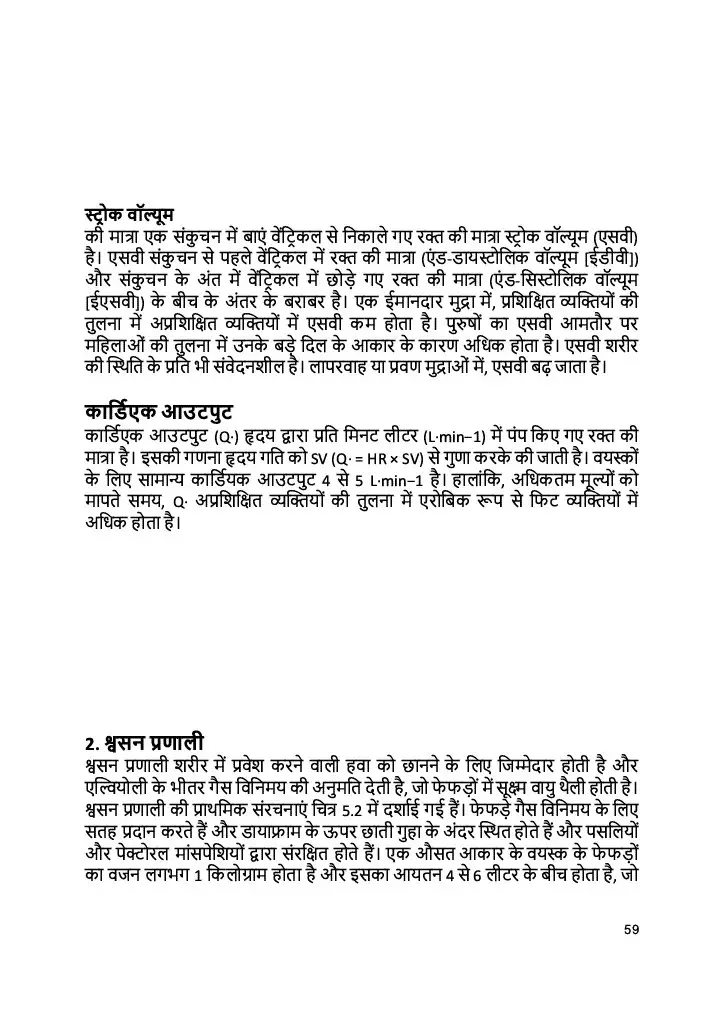 स्ट्रोक वॉल्यूम
की मात्रा एक संकुचन में बाएं वेंट्रिकल से निकाले गए रक्त की मात्रा स्ट्रोक वॉल्यूम (एसवी)
है। एसवी संकुचन से पहले वेंट्रिकल में रक्त की मात्रा (एंड-डायस्टोलिक वॉल्यूम [ईडीवी])
और संकुचन के अंत में वेंट्रिकल में छोड़े गए रक्त की मात्रा (एंड-सिस्टोलिक वॉल्यूम
[ईएसवी]) के बीच के अंतर के बराबर है। एक ईमानदार मुद्रा में, प्रशिक्षित व्यक्तियों की
तुलना में अप्रशिक्षित व्यक्तियों में एसवी कम होता है। पुरुषों का एसवी आमतौर पर
महिलाओं की तुलना में उनके बड़े दिल के आकार के कारण अधिक होता है। एसवी शरीर
की स्थिति के प्रति भी संवेदनशील है। लापरवाह या प्रवण मुद्राओं में, एसवी बढ़ जाता है।
कार्डिएक आउटपुट
कार्डिएक आउटपुट (Q·) हृदय द्वारा प्रति मिनट लीटर (L·min−1) में पंप किए गए रक्त की
मात्रा है। इसकी गणना हृदय गति को SV (Q· = HR × SV) से गुणा करके की जाती है। वयस्कों
के लिए सामान्य कार्डियक आउटपुट 4 से 5 L·min−1 है। हालांकि, अधिकतम मूल्यों को
मापते समय, Q· अप्रशिक्षित व्यक्तियों की तुलना में एरोबिक रूप से फिट व्यक्तियों में
अधिक होता है।
2. श्वसन प्रणाली
श्वसन प्रणाली शरीर में प्रवेश करने वाली हवा को छानने के लिए जिम्मेदार होती है और
एल्वियोली के भीतर गैस विनिमय की अनुमति देती है, जो फेफड़ों में सूक्ष्म वायु थैली होती है।
श्वसन प्रणाली की प्राथमिक संरचनाएं चित्र 5.2 में दर्शाई गई हैं। फेफड़े गैस विनिमय के लिए
सतह प्रदान करते हैं और डायाफ्राम के ऊपर छाती गुहा के अंदर स्थित होते हैं और पसलियों
और पेक्टोरल मांसपेशियों द्वारा संरक्षित होते हैं। एक औसत आकार के वयस्क के फेफड़ों
का वजन लगभग 1 किलोग्राम होता है और इसका आयतन 4 से 6 लीटर के बीच होता है, जो
59